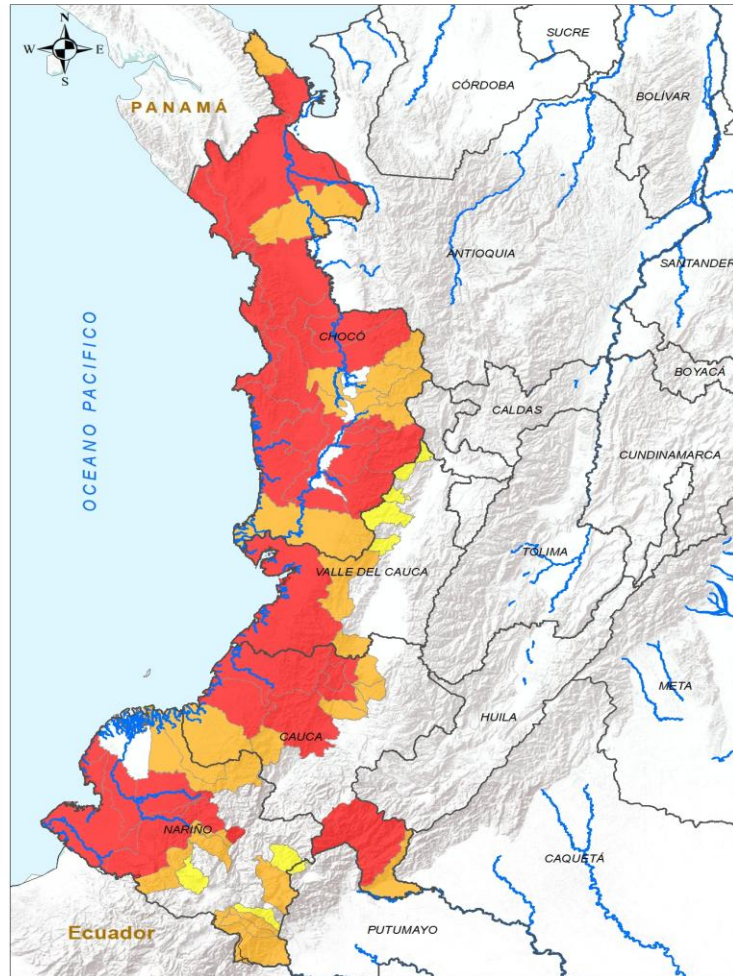 N
W E
S
SUCRE
CÓRDOBA
BOLÍVAR
PANAMÁ
ANTIOQUIA
SANTANDER
OCEANO PACIFICO
CHOCÓ
BOYACÁ
CALDAS
CUNDINAMARCA
TOLIMA
VALLE DEL CAUCA
META
HUILA
CAUCA
NARIÑO
CAQUETÁ
Ecuador
PUTUMAYO